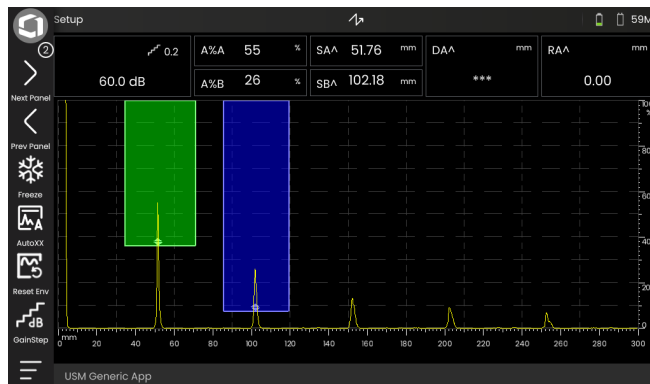 Setup
59M
2
0.2
60.0 dB
A%A 55 %
A%B 26 %
SA^ 51.76 mm
SB^ 102.18 mm
DA^ mm
***
RA^ mm
0.00
Next Panel
Prev Panel
Freeze
AutoXX
Reset Env
dB
GainStep
80
40
20
0
0 mm 20 40 60 80 100 120 140 160 180 200 220 240 260 280 300
USM Generic App